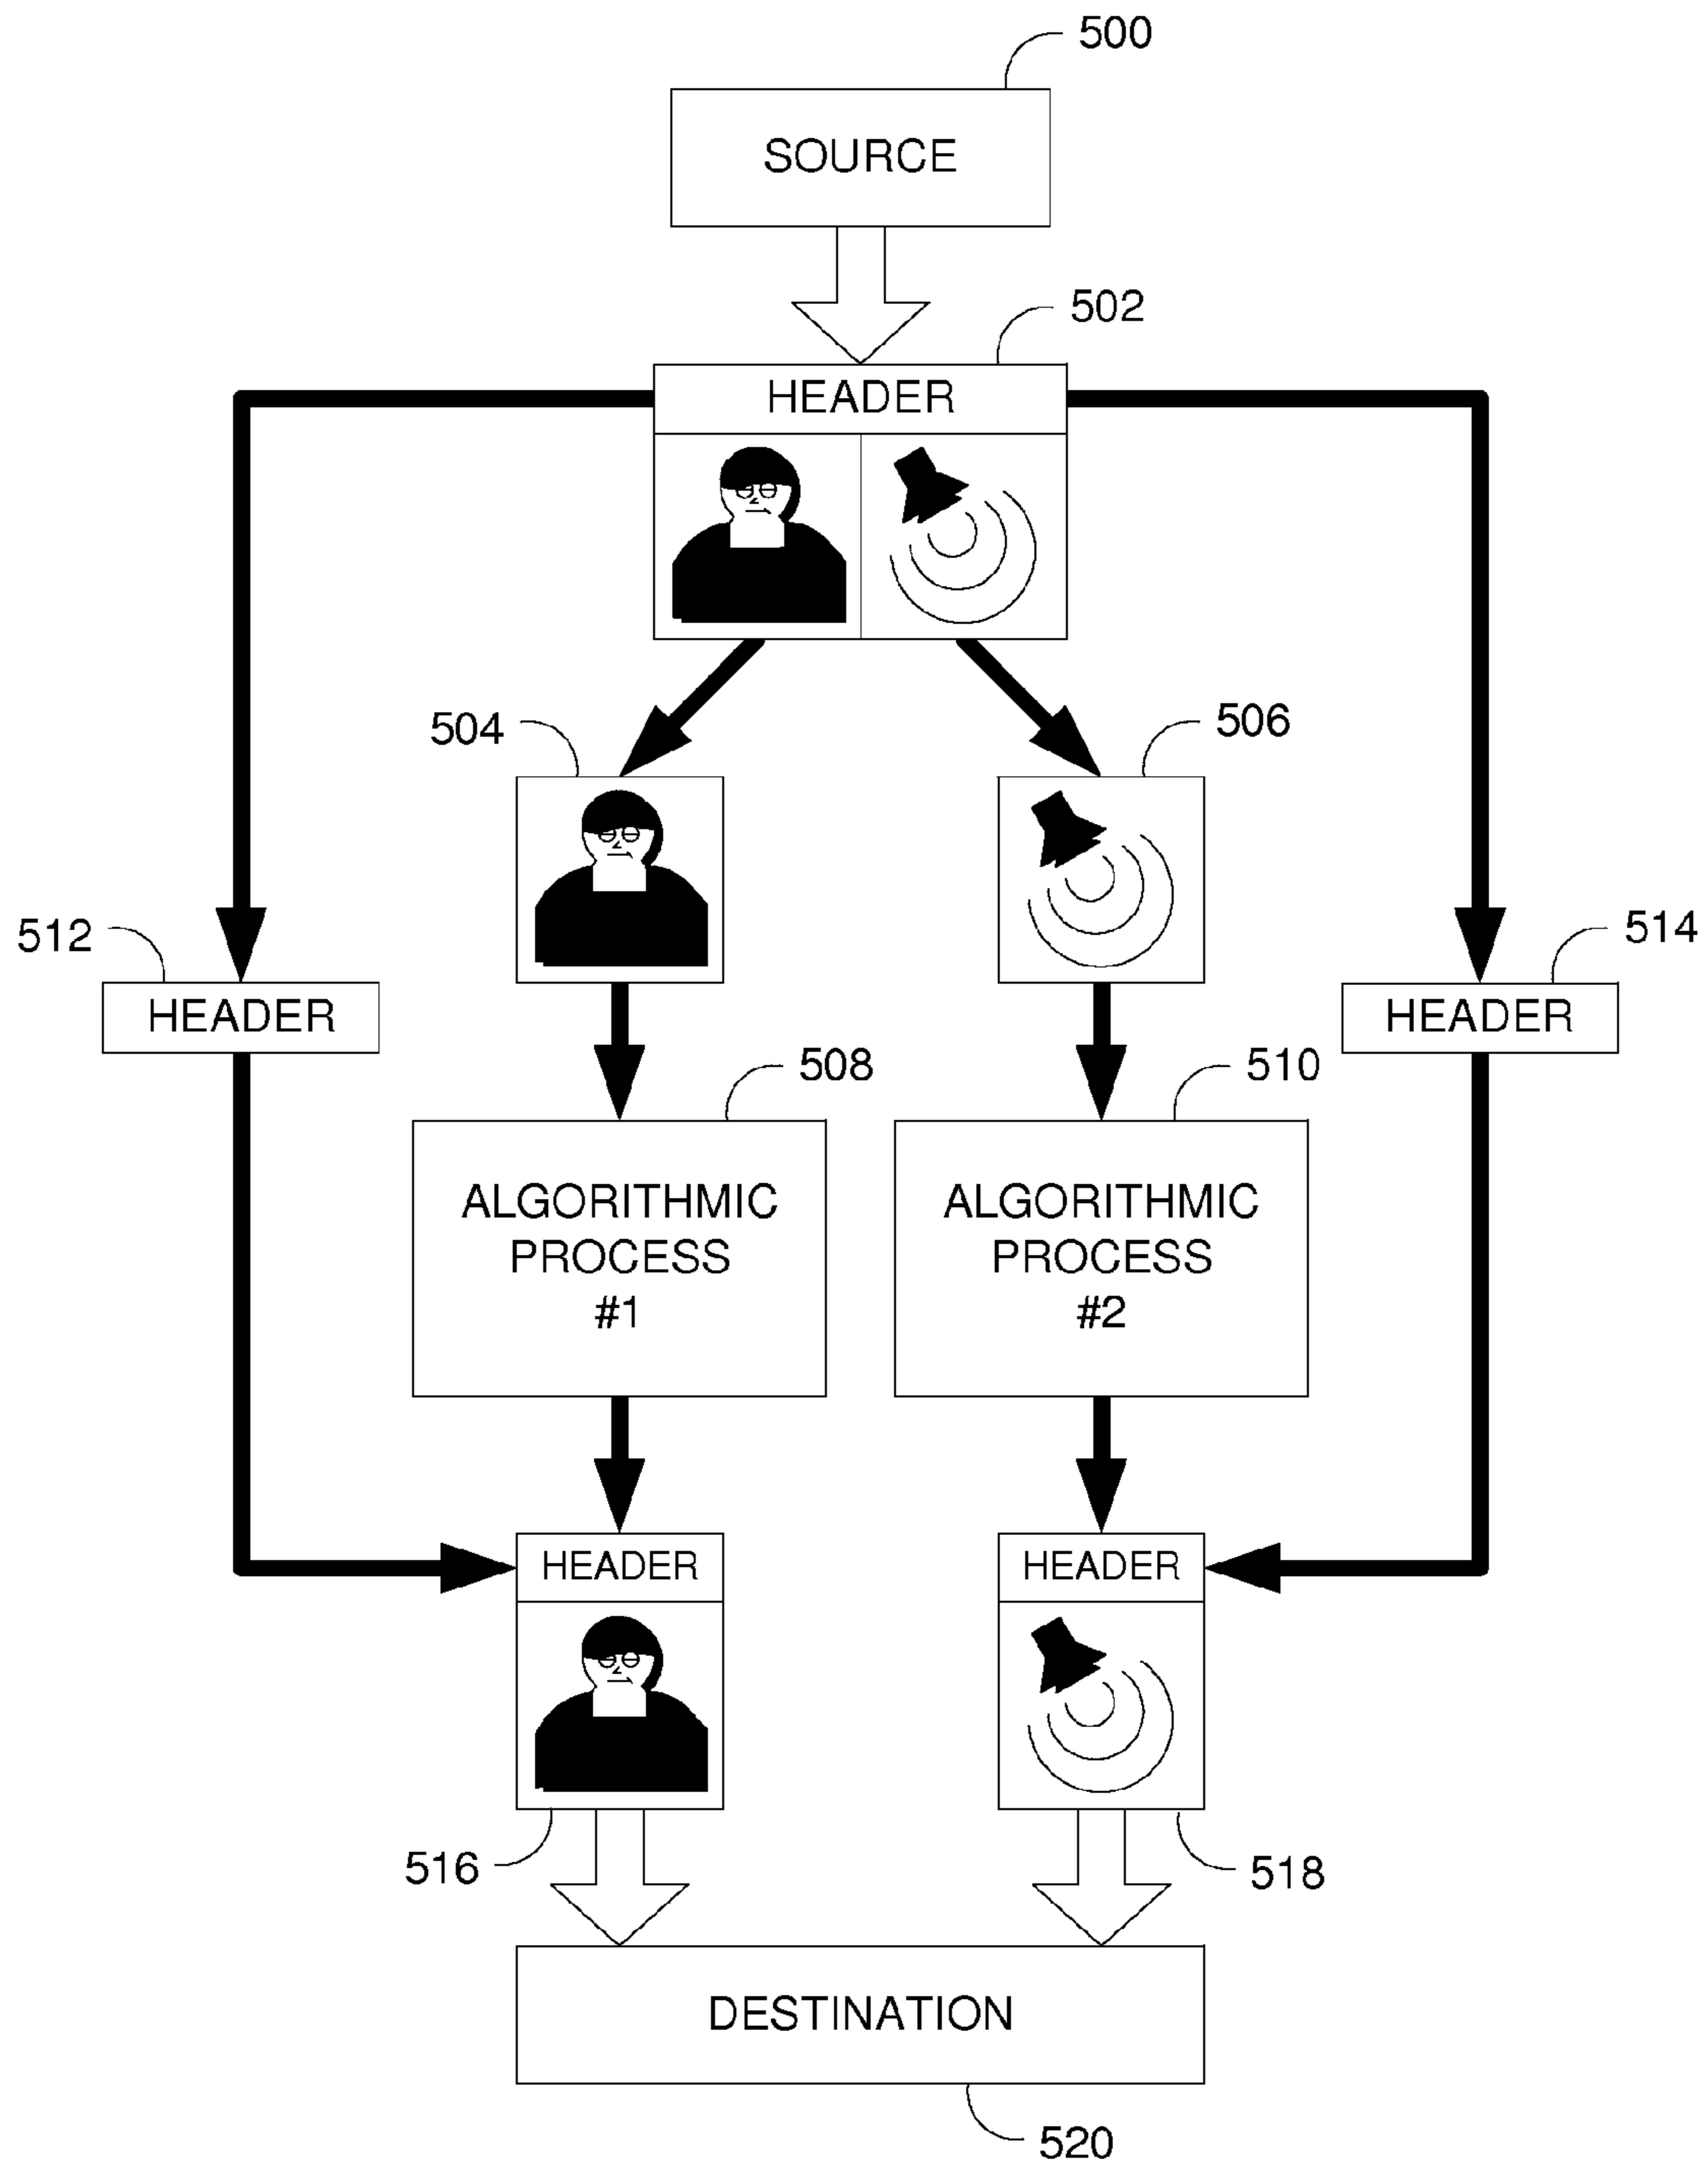 500
SOURCE
502
HEADER
504
506
512
HEADER
514
HEADER
508
ALGORITHMIC
PROCESS
#1
510
ALGORITHMIC
PROCESS
#2
HEADER
HEADER
516
518
DESTINATION
520